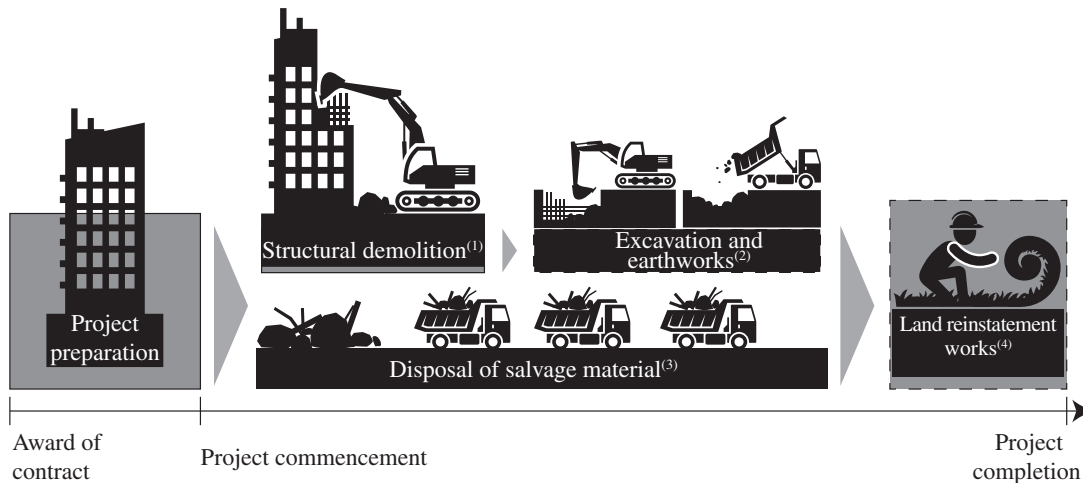 Project
preparation
Structural demolition(1)
Excavation and
earthworks(2)
Disposal of salvage material(3)
Land reinstatement
works(4)
Award of
contract
Project commencement
Project
completion